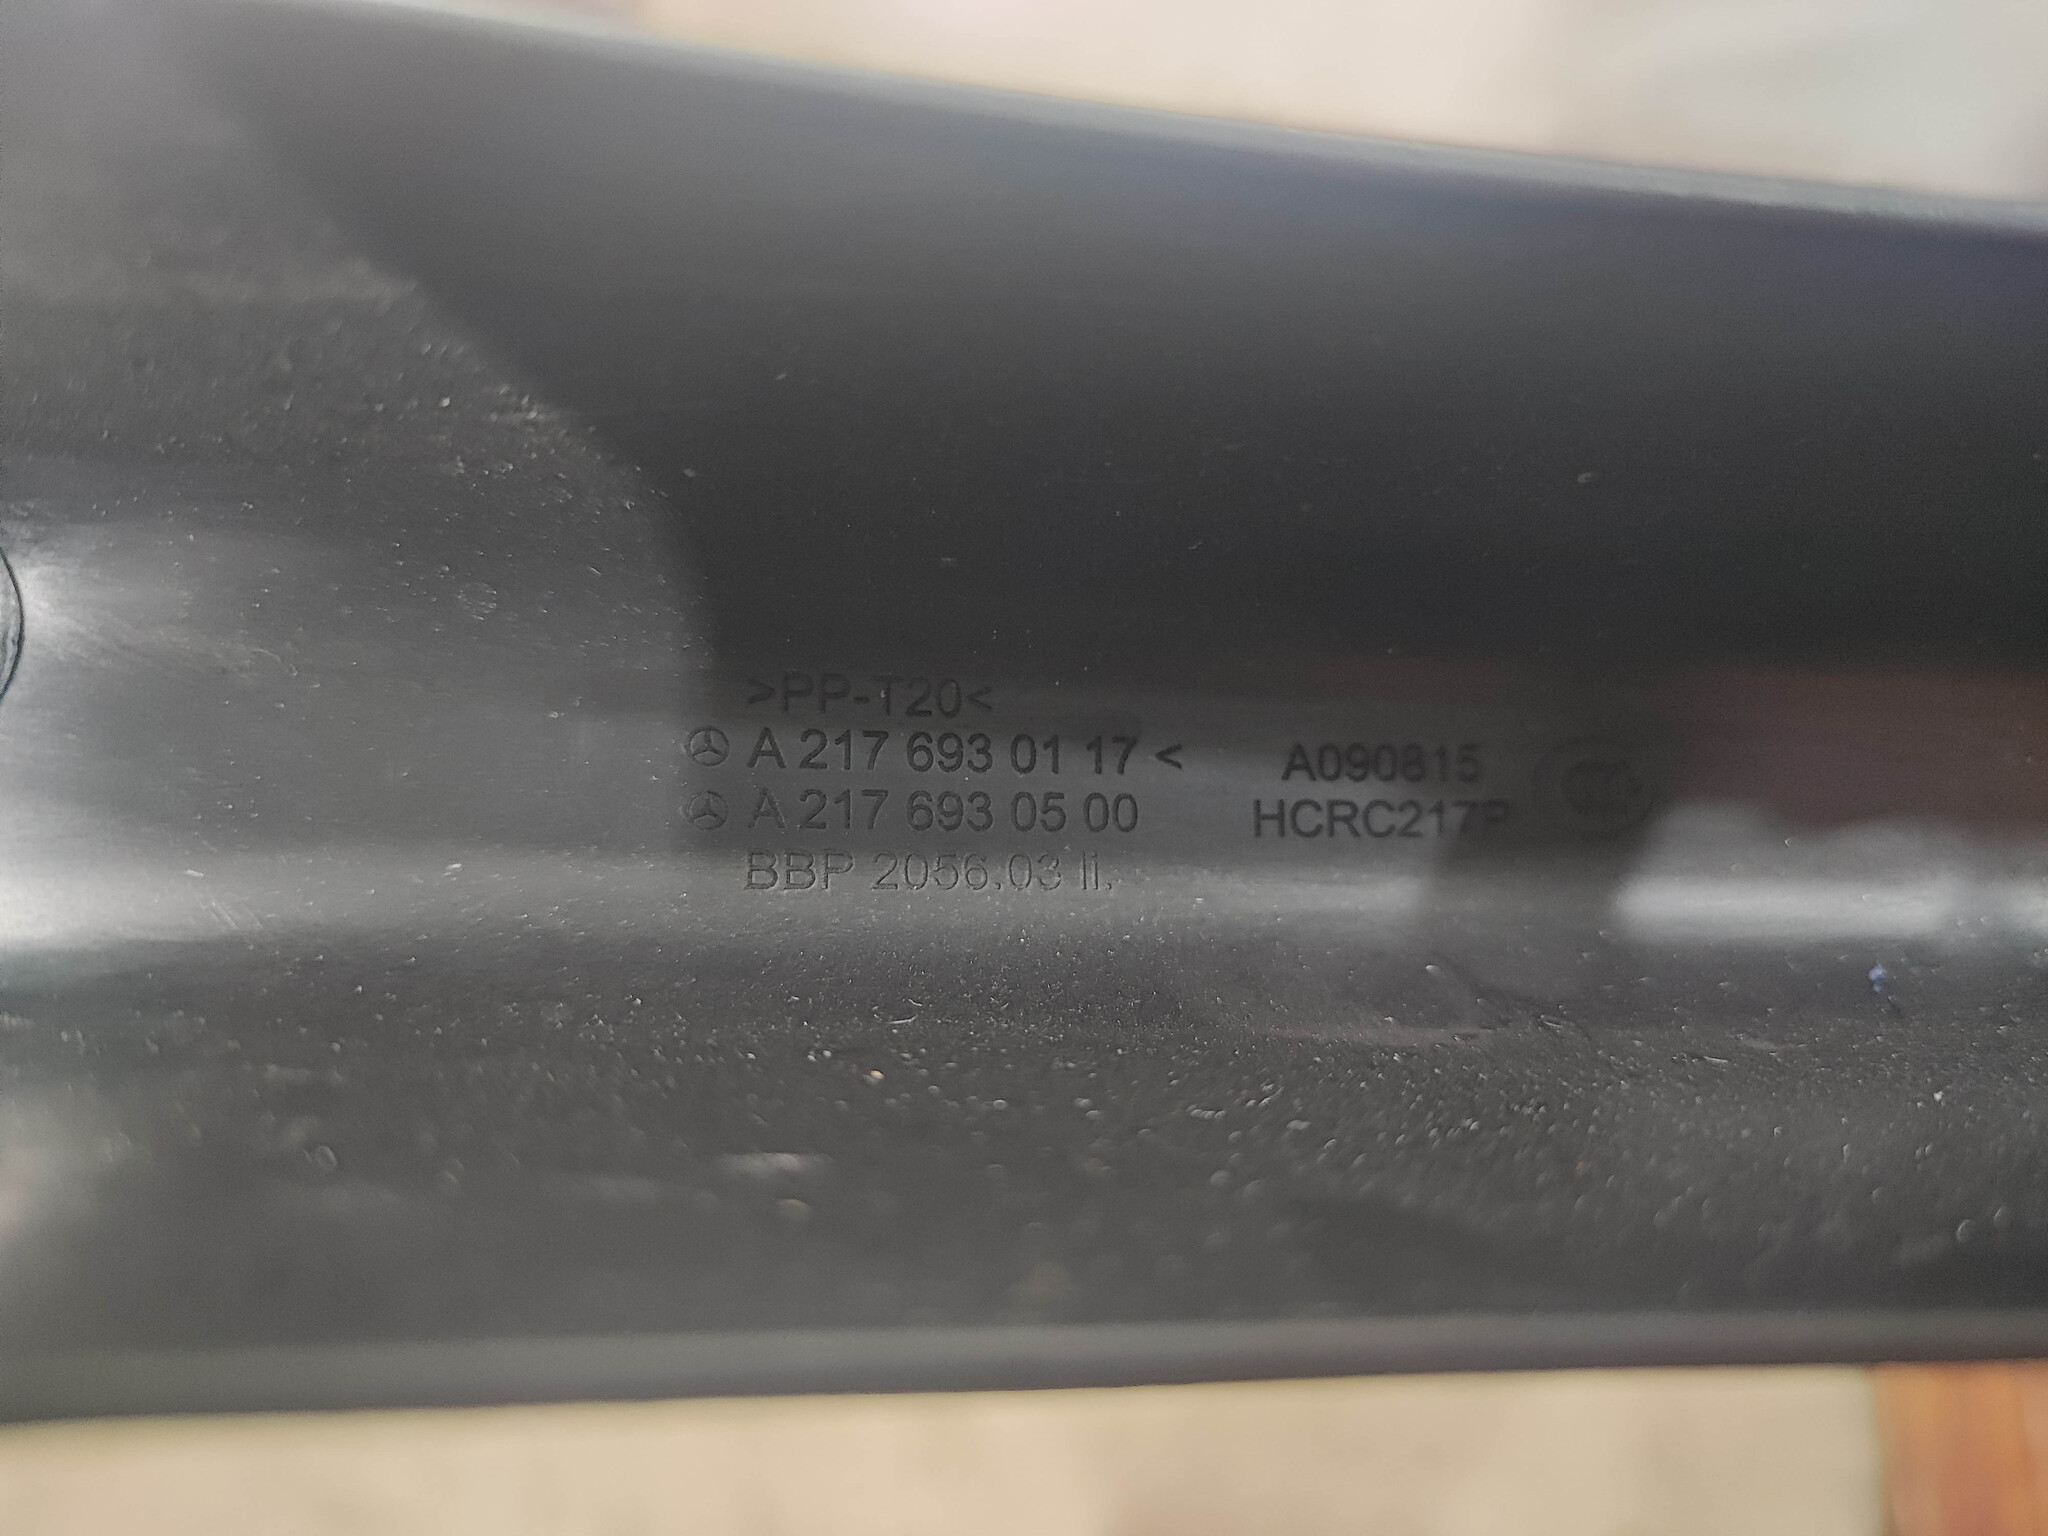 >PP-T20<
A 217 693 01 17 <
A 217 693 05 00
BBP 2056.03 li.
A090815